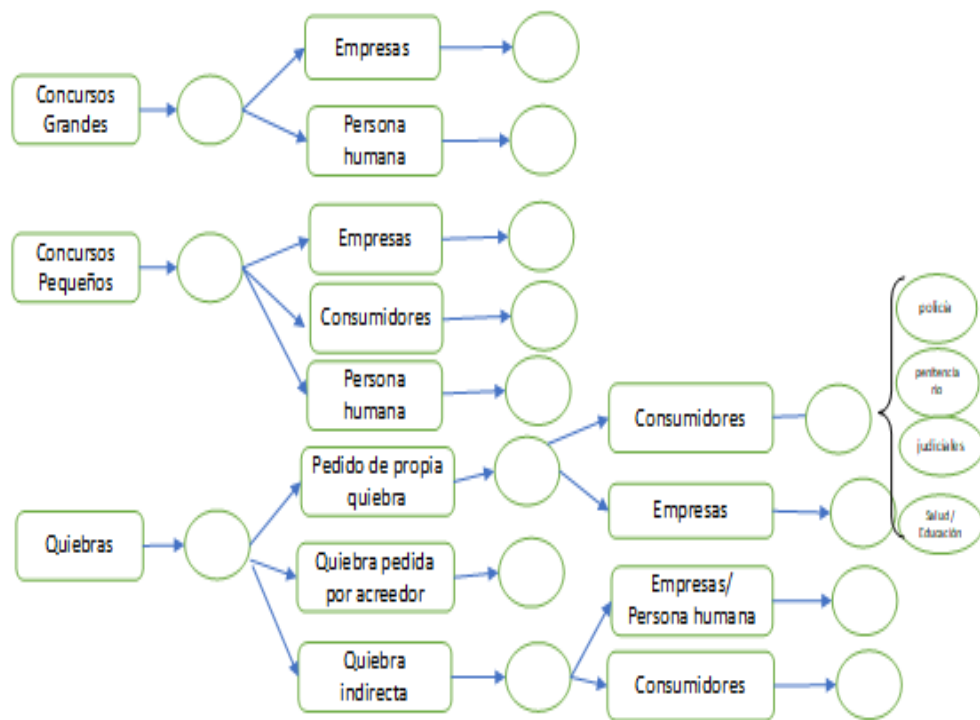 Empresas
Concursos
Grandes
Persona
humana
Empresas
Concursos
Pequeños
Consumidores
Persona
humana
policía
penitencia
rio
judiciales
Salud /
Educación
Consumidores
Pedido de propia
quiebra
Empresas
Quiebras
Quiebra pedida
por acreedor
Empresas/
Persona humana
Quiebra
indirecta
Consumidores